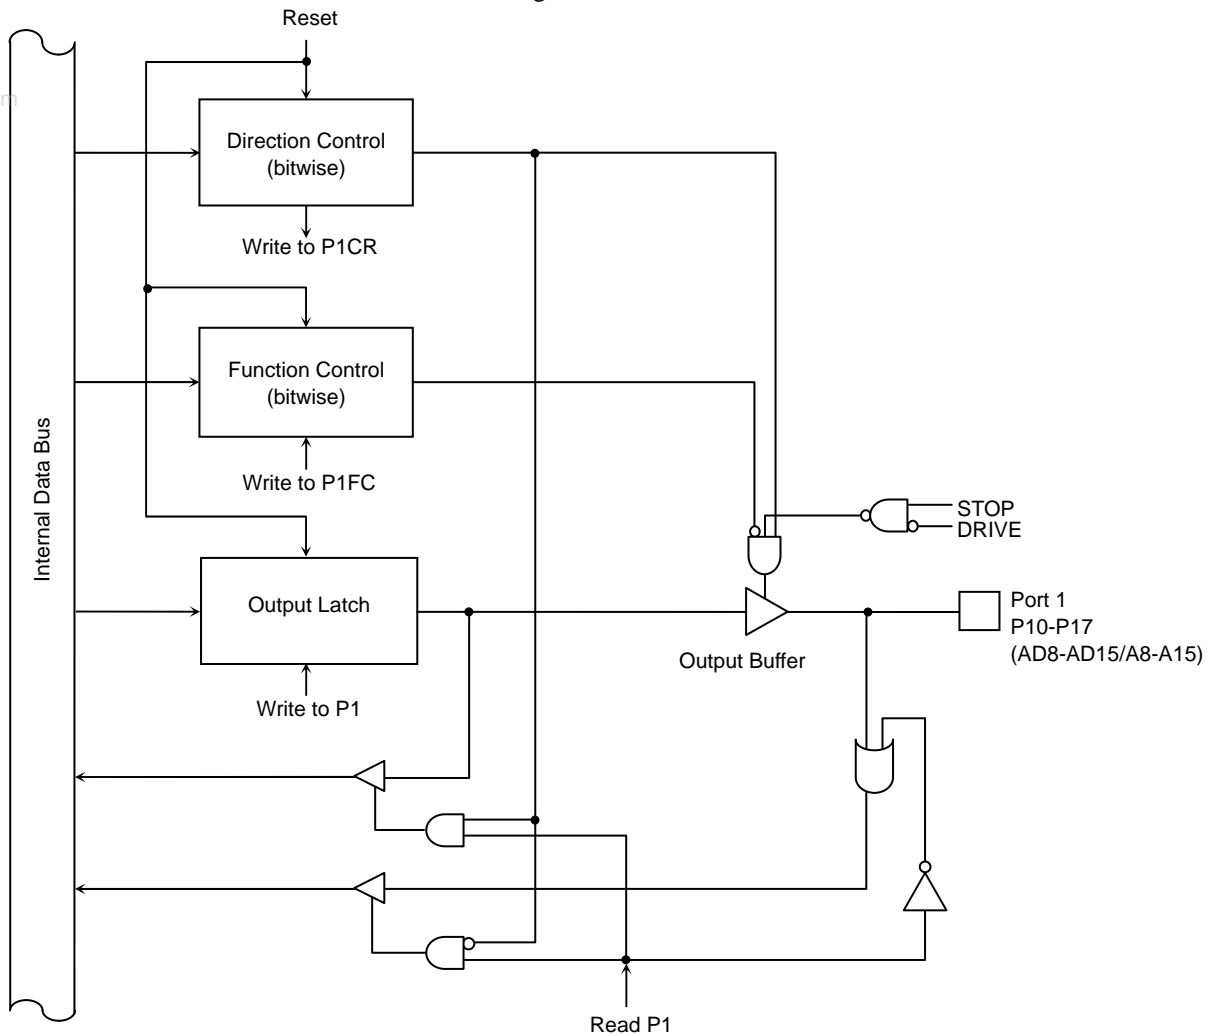 Reset
m
Direction Control
(bitwise)
Write to P1CR
Function Control
(bitwise)
Write to P1FC
Internal Data Bus
STOP
DRIVE
Output Latch
Port 1
P10-P17
(AD8-AD15/A8-A15)
Output Buffer
Write to P1
Read P1